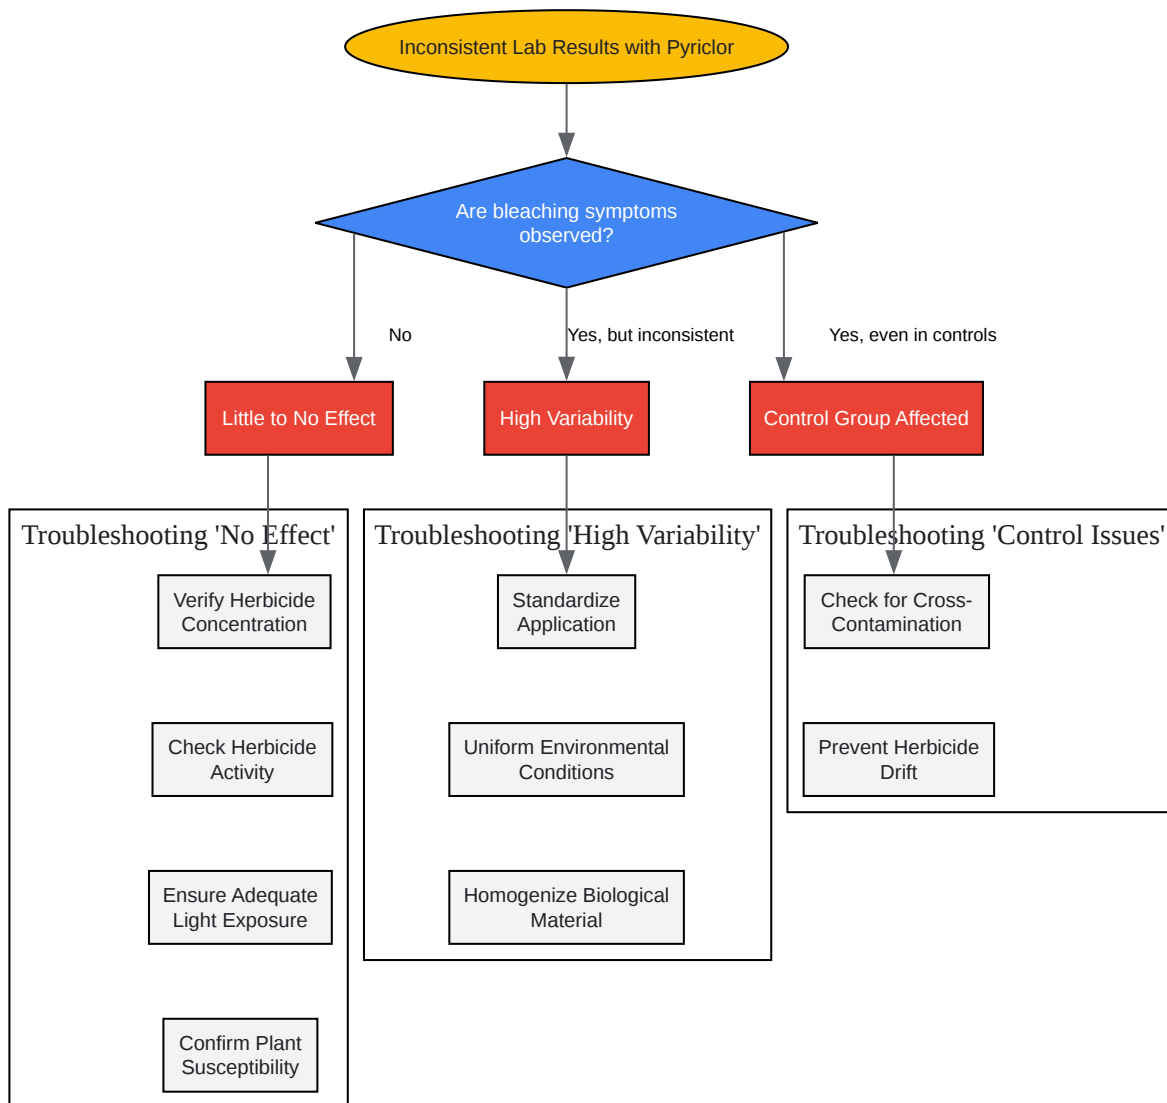 Inconsistent Lab Results with Pyriclor
Are bleaching symptoms
observed?
No
Yes, but inconsistent
Yes, even in controls
Little to No Effect
High Variability
Control Group Affected
Troubleshooting 'No Effect'
Verify Herbicide
Concentration
Check Herbicide
Activity
Ensure Adequate
Light Exposure
Confirm Plant
Susceptibility
Troubleshooting 'High Variability'
Standardize
Application
Uniform Environmental
Conditions
Homogenize Biological
Material
Troubleshooting 'Control Issues'
Check for Cross-
Contamination
Prevent Herbicide
Drift